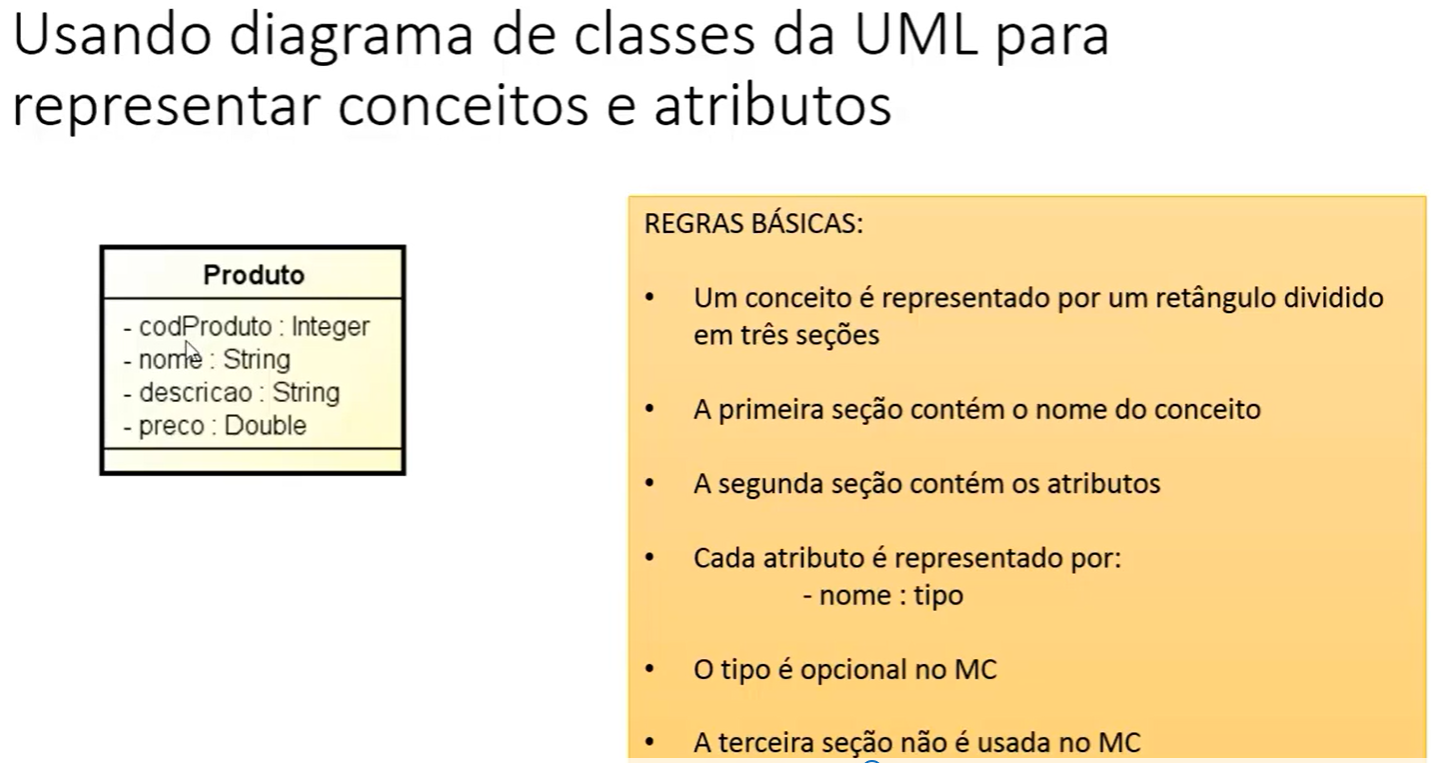 Usando diagrama de classes da UML para
representar conceitos e atributos
Produto
- codProduto : Integer
- nome : String
- descricao : String
- preco : Double
REGRAS BÁSICAS:
• Um conceito é representado por um retângulo dividido
em três seções
• A primeira seção contém o nome do conceito
• A segunda seção contém os atributos
• Cada atributo é representado por:
- nome : tipo
• O tipo é opcional no MC
• A terceira seção não é usada no MC